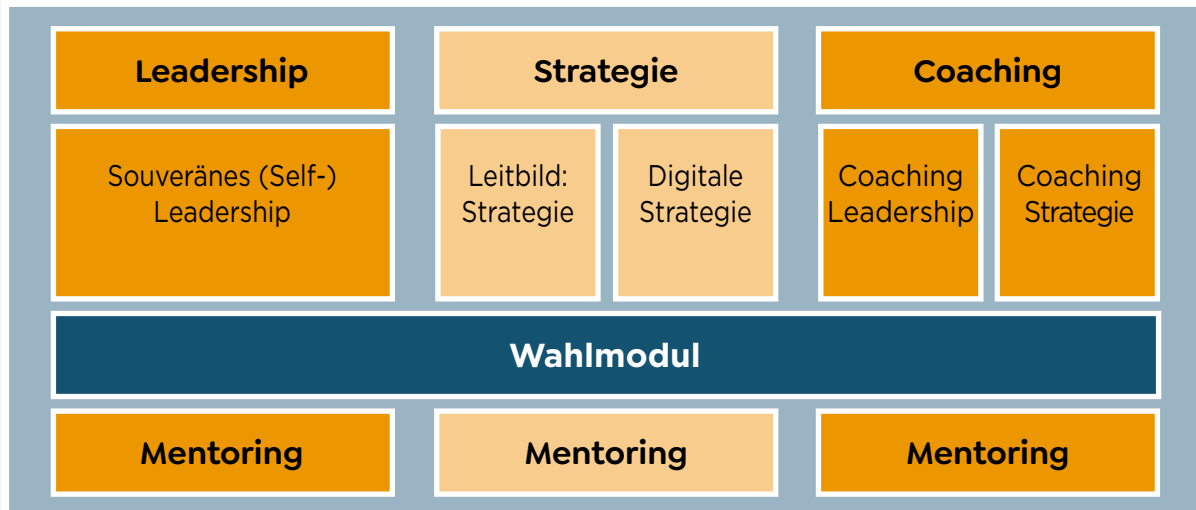 Leadership
Strategie
Coaching
Souveränes (Self-)
Leadership
Leitbild:
Strategie
Digitale
Strategie
Coaching
Leadership
Coaching
Strategie
Wahlmodul
Mentoring
Mentoring
Mentoring